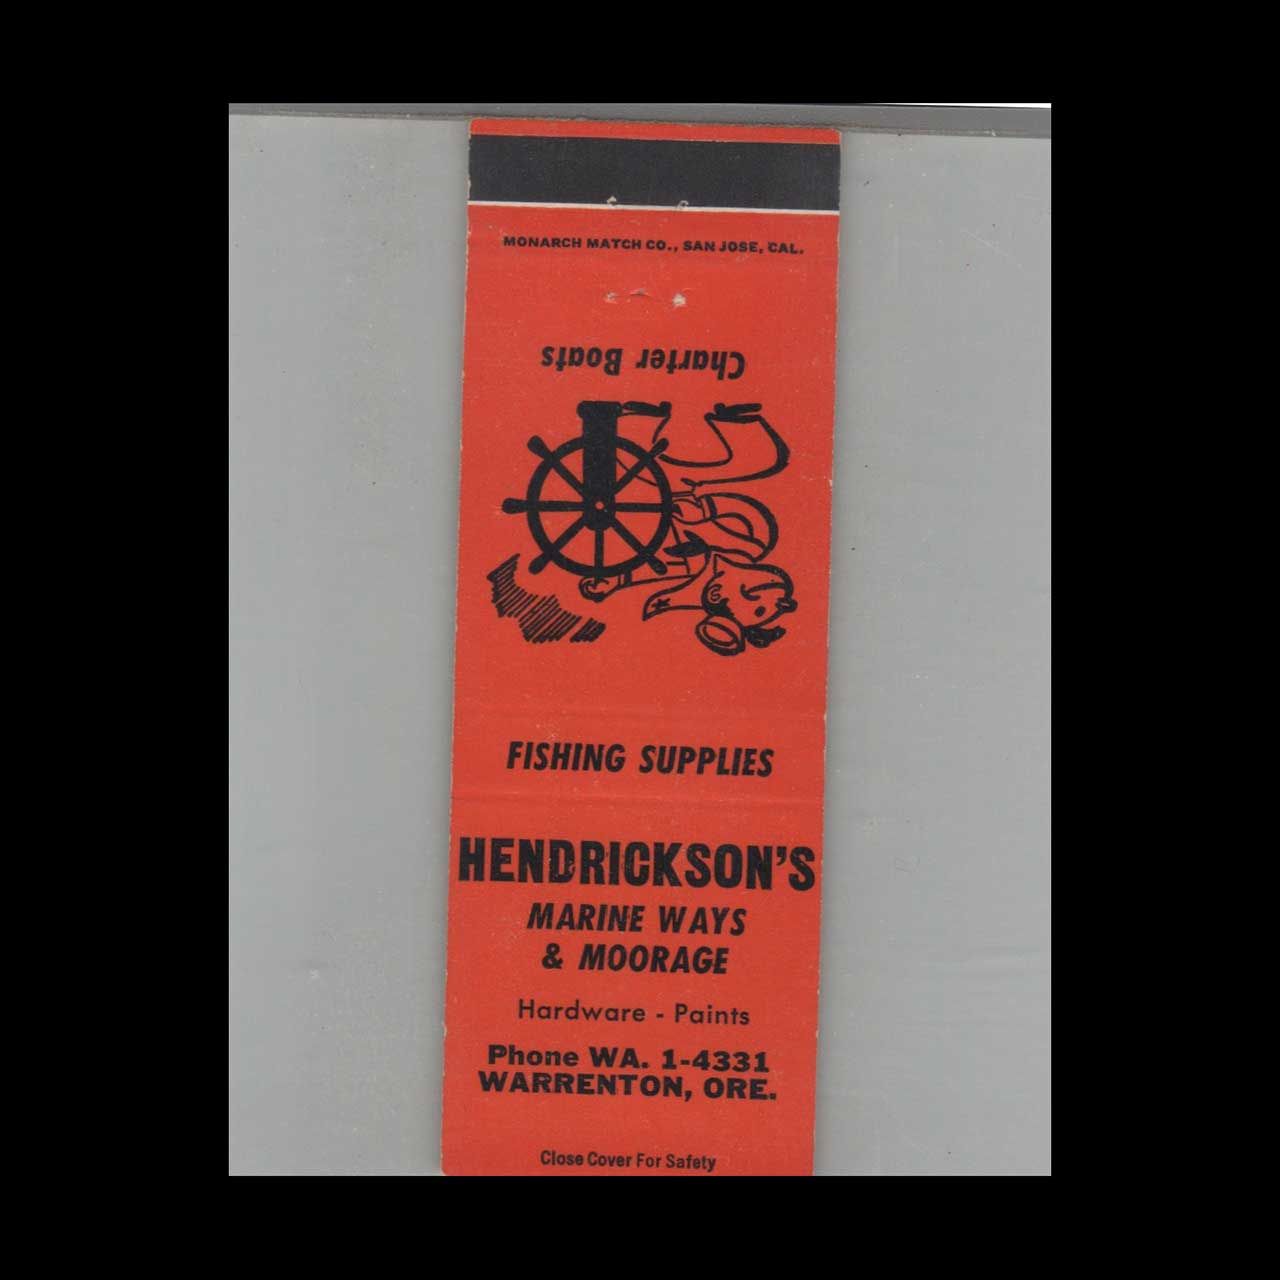 MONARCH MATCH CO., SAN JOSE, CAL.
Charter Boats
FISHING SUPPLIES
HENDRICKSON'S
MARINE WAYS
& MOORAGE
Hardware - Paints
Phone WA. 1-4331
WARRENTON, ORE.
Close Cover For Safety